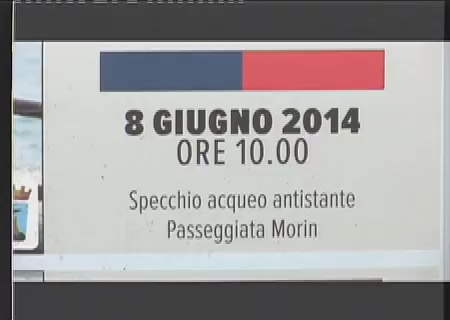 8 GIUGNO 2014
ORE 10.00
Specchio acqueo antistante
Passeggiata Morin